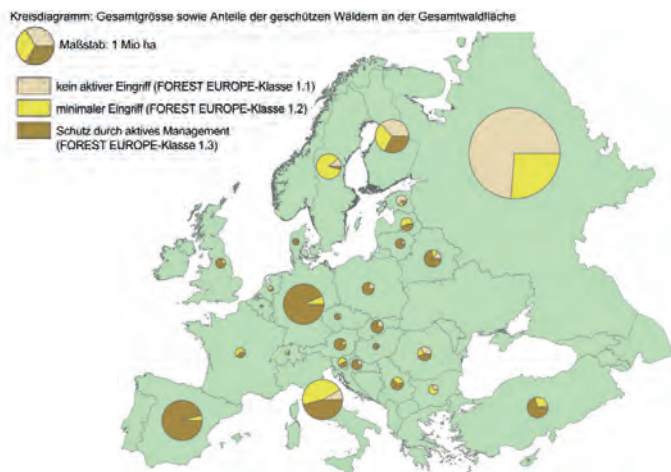 Kreisdiagramm: Gesamtgrösse sowie Anteile der geschützen Wäldern an der Gesamtwaldfläche
Maßstab: 1 Mio ha
kein aktiver Eingriff (FOREST EUROPE-Klasse 1.1)
minimaler Eingriff (FOREST EUROPE-Klasse 1.2)
Schutz durch aktives Management
(FOREST EUROPE-Klasse 1.3)